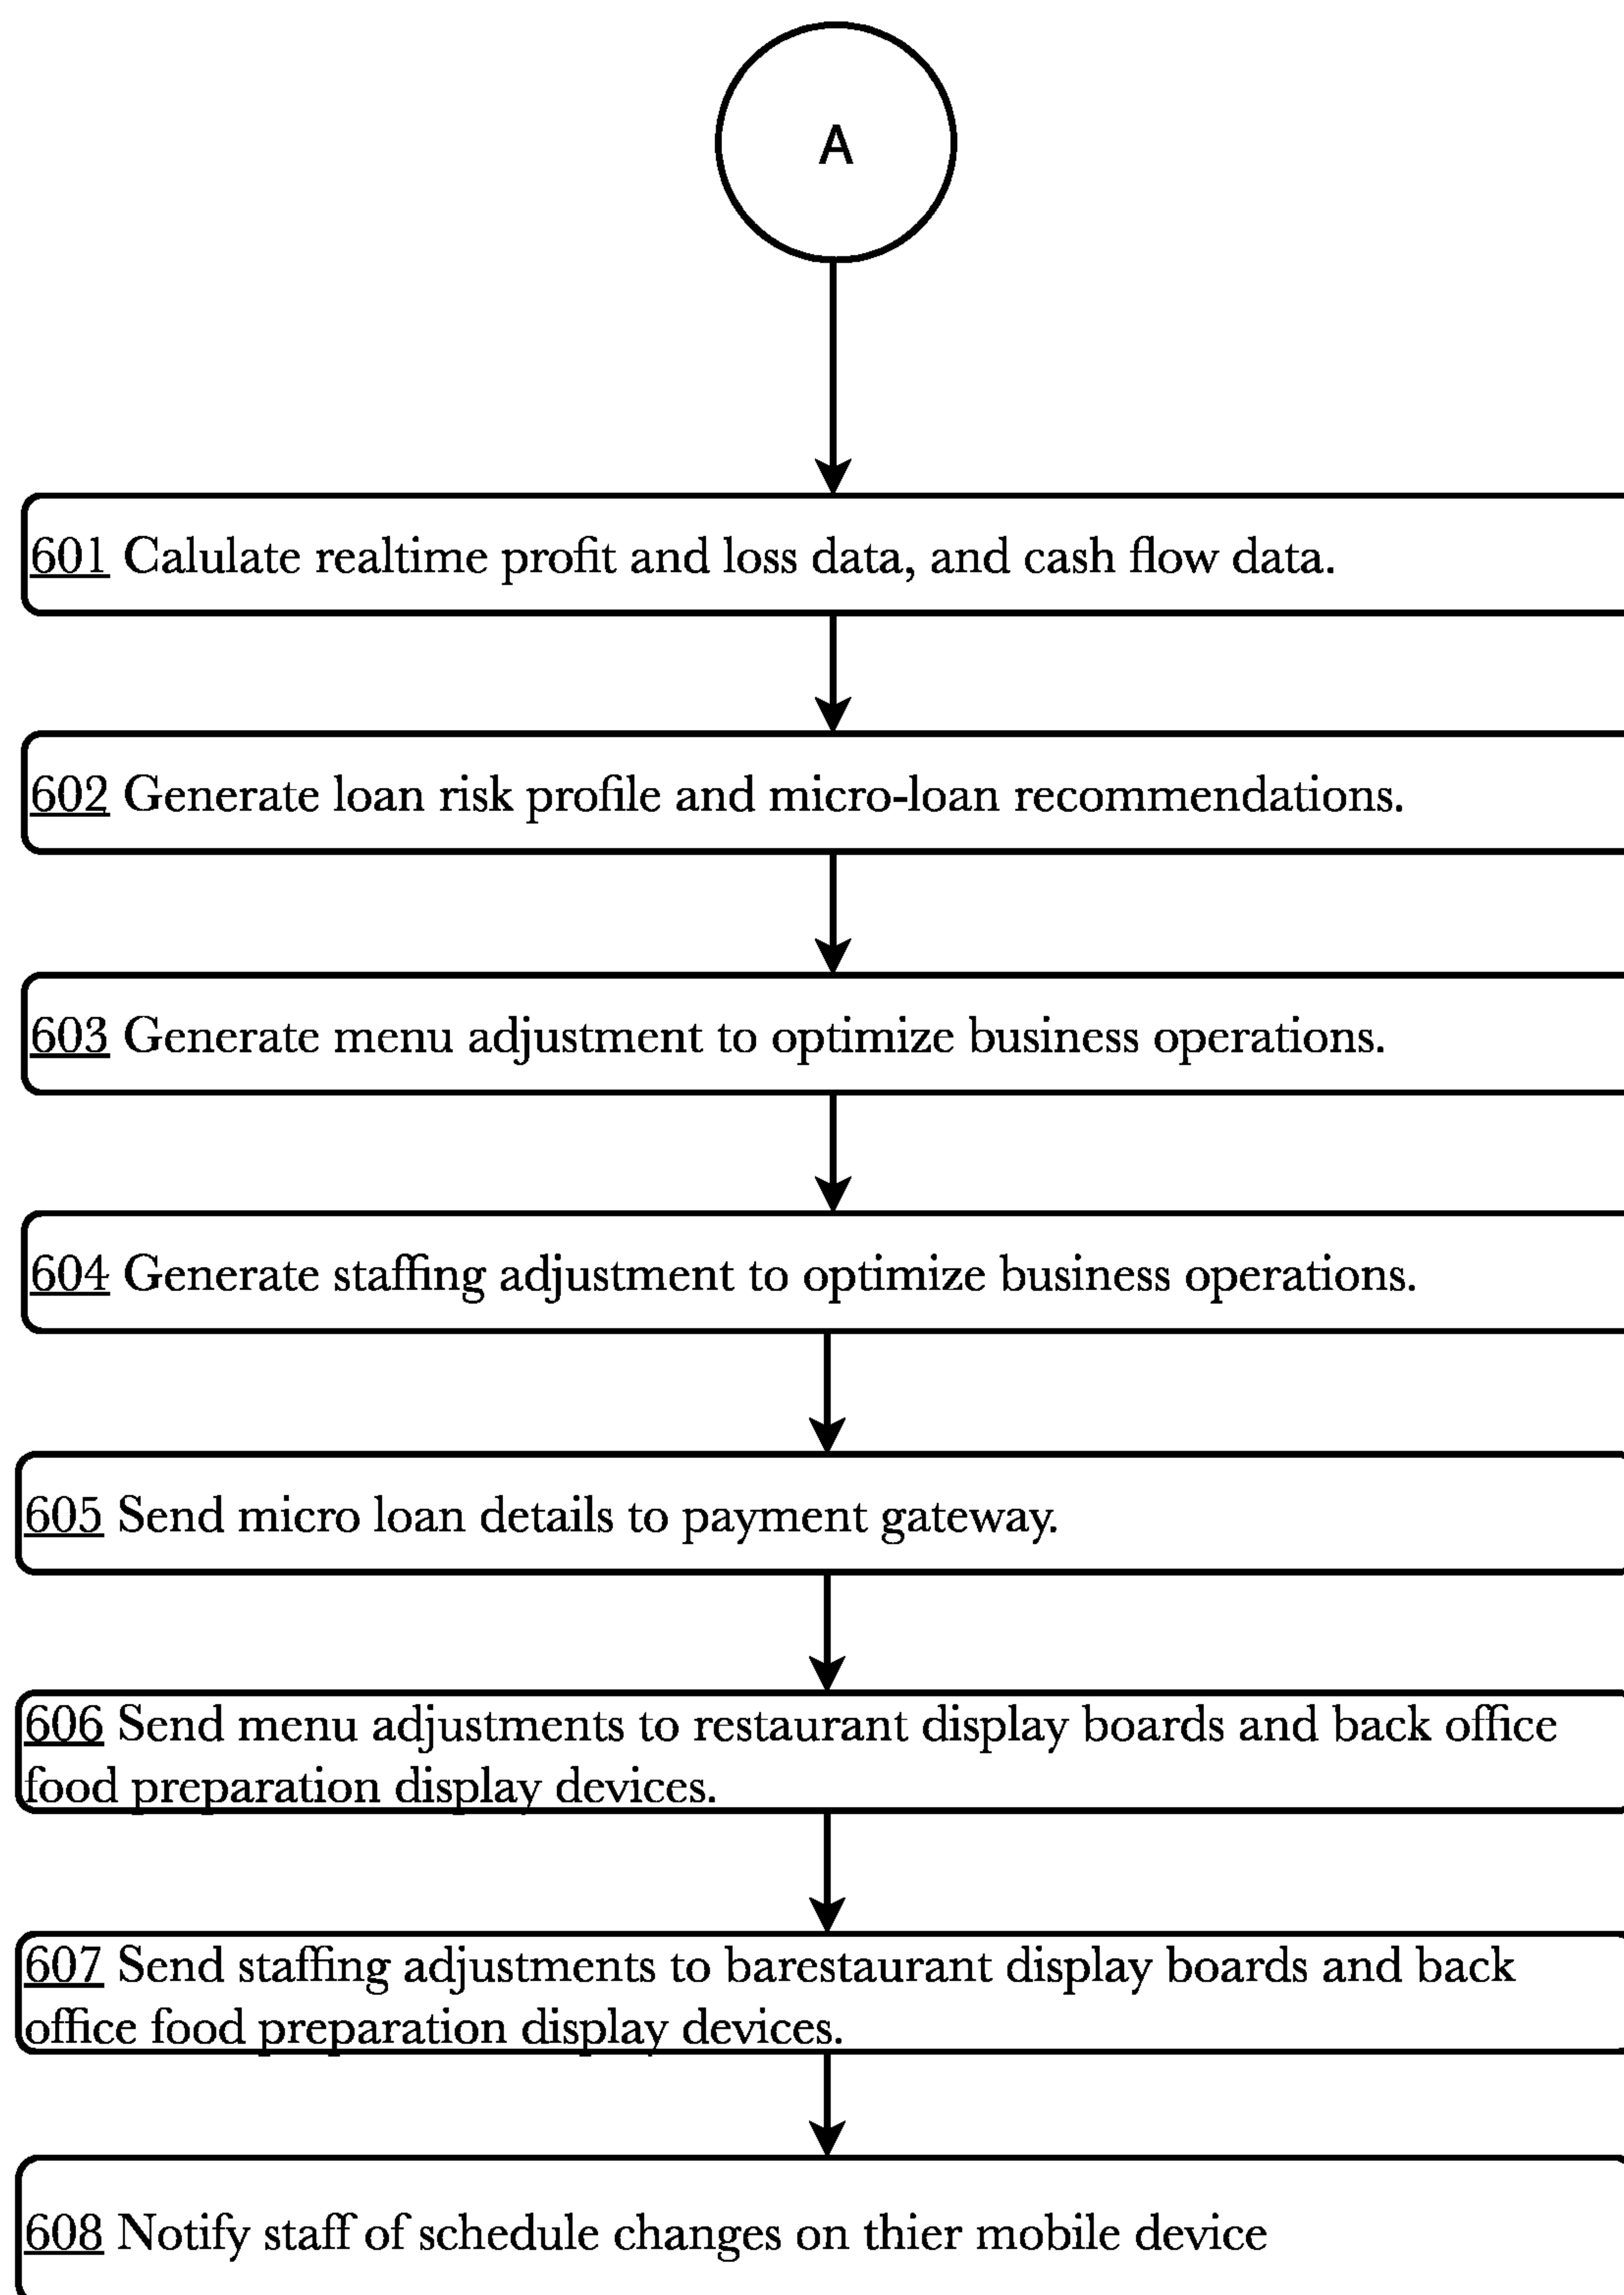 A
601 Calulate realtime profit and loss data, and cash flow data.
602 Generate loan risk profile and micro-loan recommendations.
603 Generate menu adjustment to optimize business operations.
604 Generate staffing adjustment to optimize business operations.
605 Send micro loan details to payment gateway.
606 Send menu adjustments to restaurant display boards and back office
food preparation display devices.
607 Send staffing adjustments to barestaurant display boards and back
office food preparation display devices.
608 Notify staff of schedule changes on thier mobile device